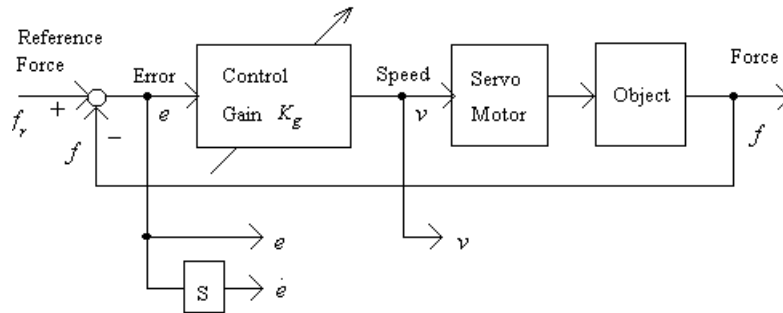 Reference
Force
Error
Control
Gain K_g
Speed
Servo
Motor
Object
Force
f_r
+
−
e
v
f
f
e
v
S
ė